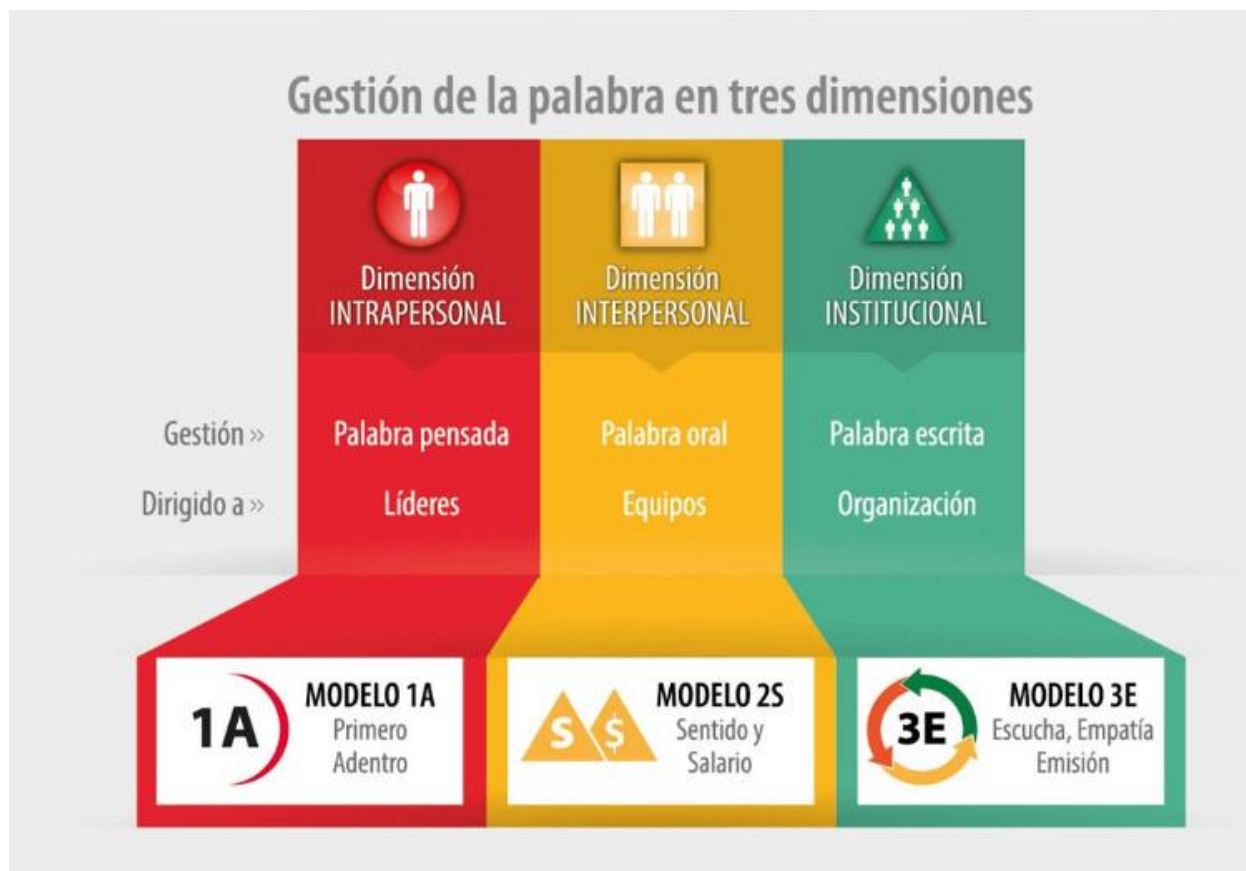 Gestión de la palabra en tres dimensiones
Dimensión
INTRAPERSONAL
Dimensión
INTERPERSONAL
Dimensión
INSTITUCIONAL
Gestión »
Palabra pensada
Palabra oral
Palabra escrita
Dirigido a »
Líderes
Equipos
Organización
1A
MODELO 1A
Primero
Adentro
S $
MODELO 2S
Sentido y
Salario
3E
MODELO 3E
Escucha, Empatía
Emisión